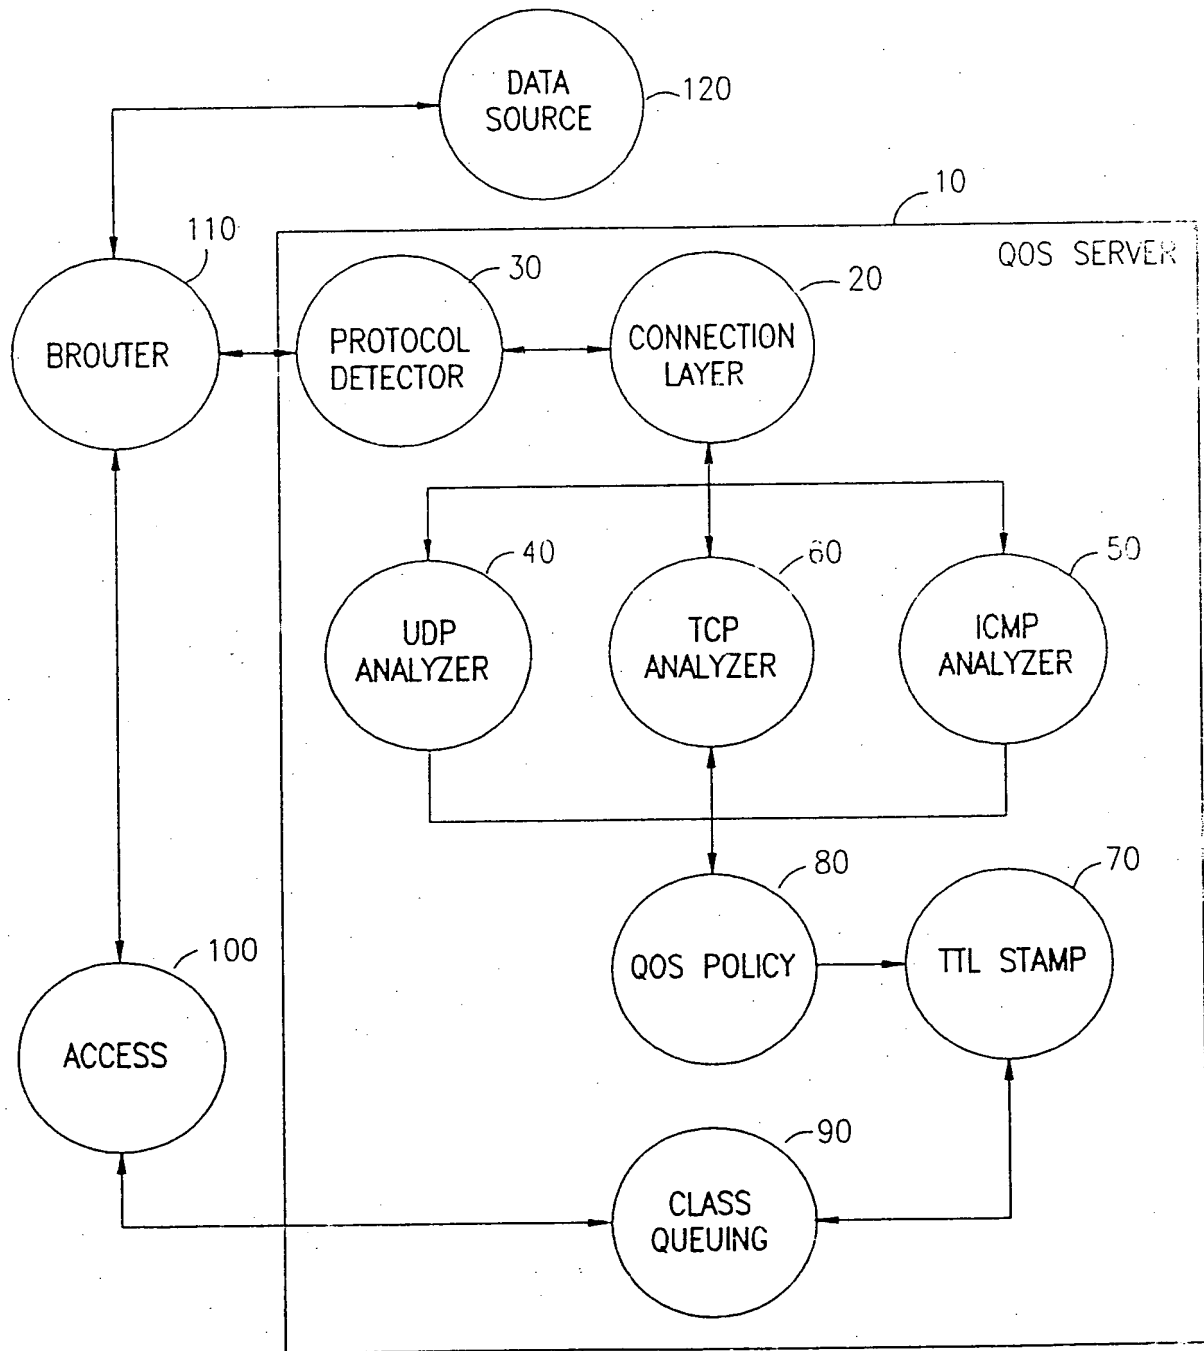 DATA
SOURCE
120
10
QOS SERVER
110
BROUTER
30
PROTOCOL
DETECTOR
20
CONNECTION
LAYER
40
UDP
ANALYZER
60
TCP
ANALYZER
50
ICMP
ANALYZER
80
QOS POLICY
70
TTL STAMP
100
ACCESS
90
CLASS
QUEUING